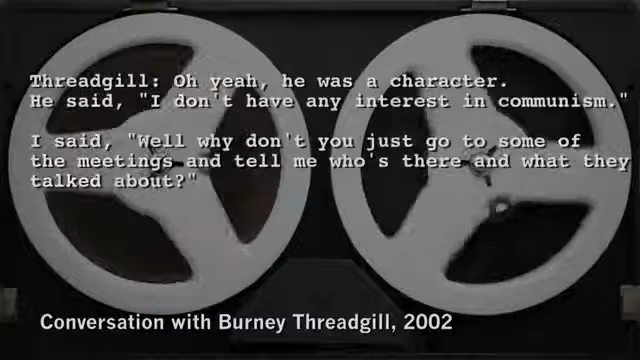 Threadgill: Oh yeah, he was a character.
He said, "I don't have any interest in communism."
I said, "Well why don't you just go to some of
the meetings and tell me who's there and what they
talked about?"
Conversation with Burney Threadgill, 2002